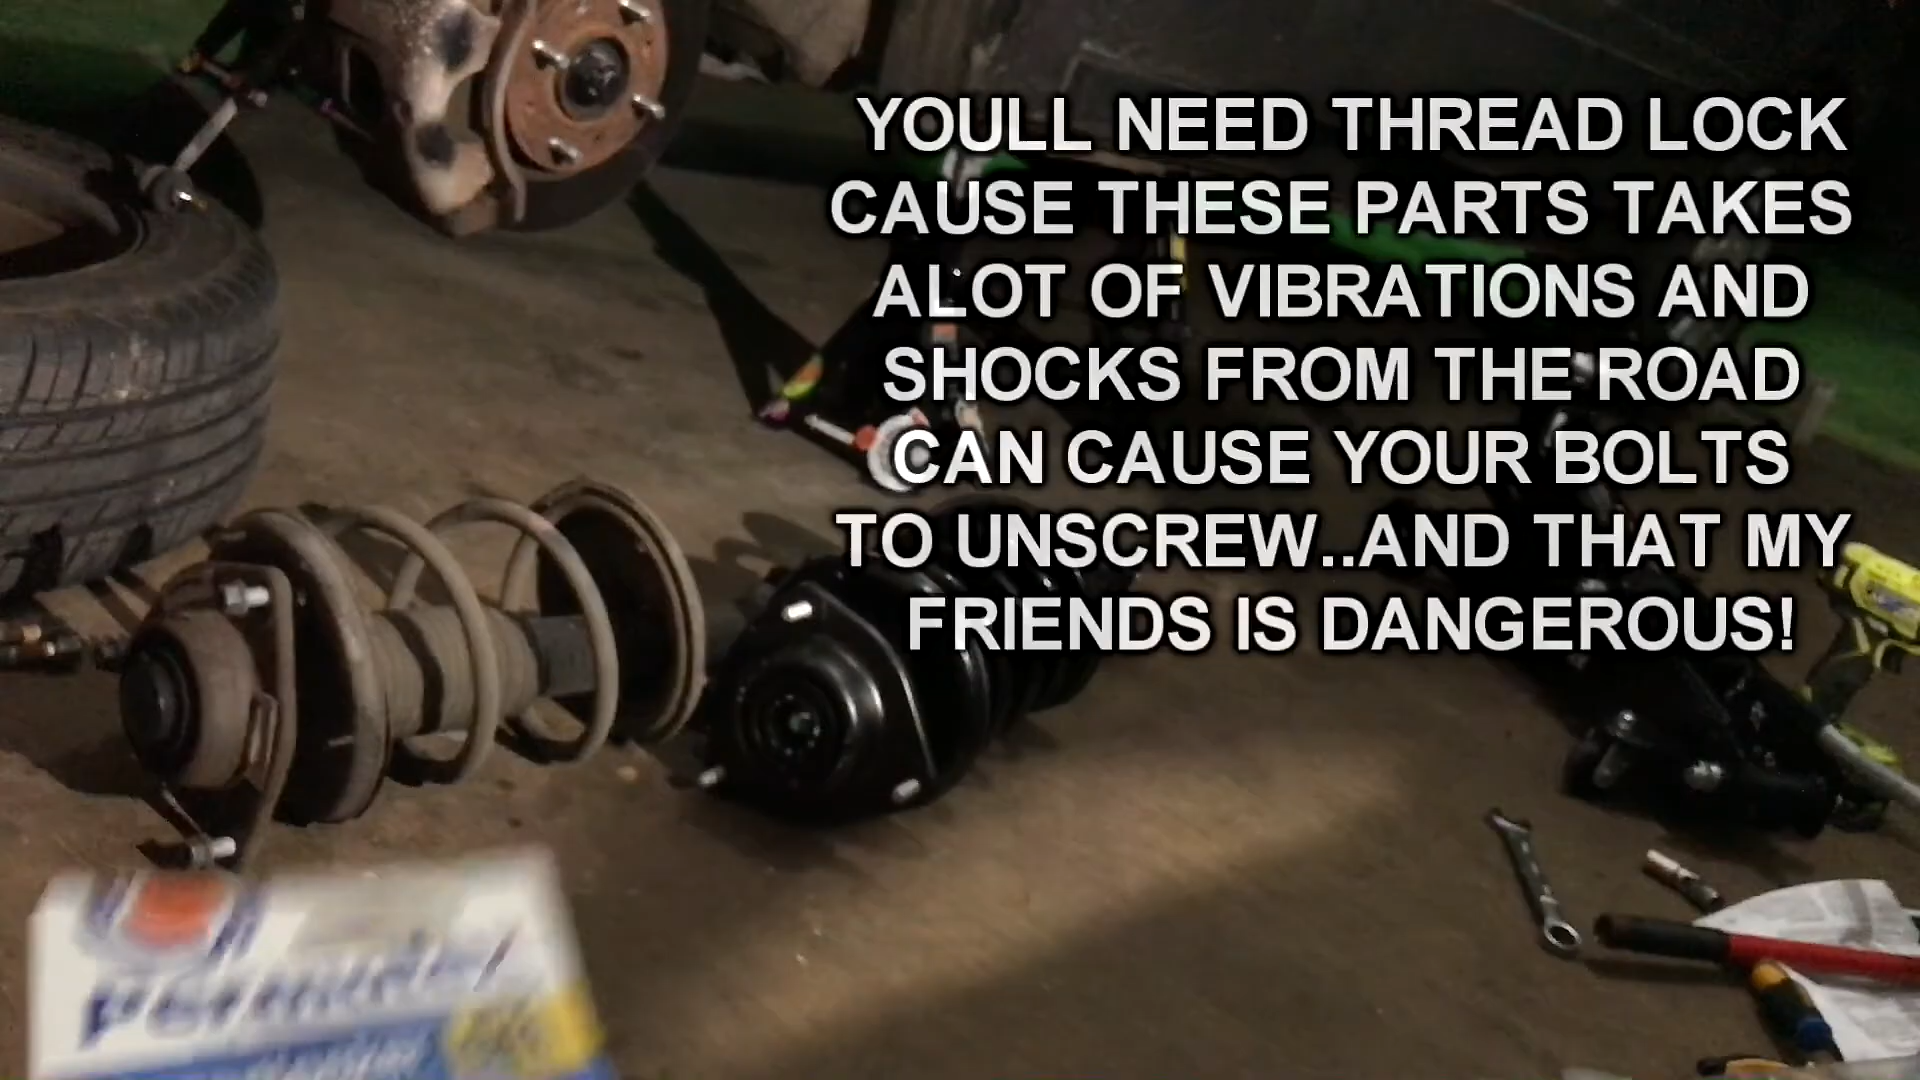 YOULL NEED THREAD LOCK
CAUSE THESE PARTS TAKES
ALOT OF VIBRATIONS AND
SHOCKS FROM THE ROAD
CAN CAUSE YOUR BOLTS
TO UNSCREW..AND THAT MY
FRIENDS IS DANGEROUS!